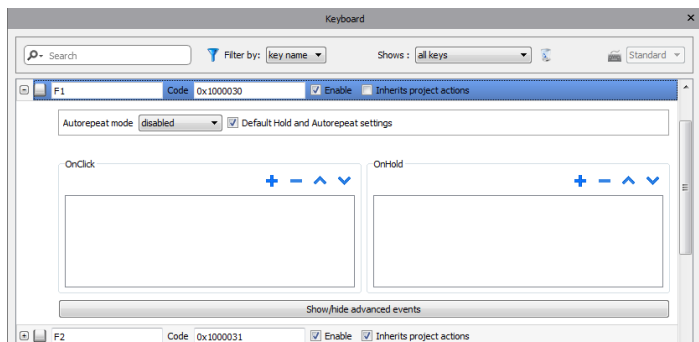 Keyboard
Search Filter by: key name Shows : all keys Standard
F1 Code 0x1000030 Enable Inherits project actions
Autorepeat mode disabled Default Hold and Autorepeat settings
OnClick OnHold
Show/hide advanced events
F2 Code 0x1000031 Enable Inherits project actions